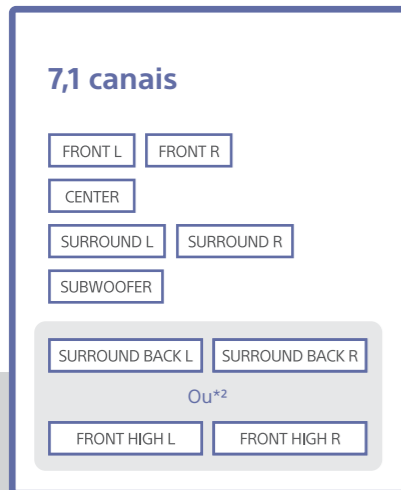 7,1 canais
FRONT L FRONT R
CENTER
SURROUND L SURROUND R
SUBWOOFER
SURROUND BACK L SURROUND BACK R
Ou*²
FRONT HIGH L FRONT HIGH R